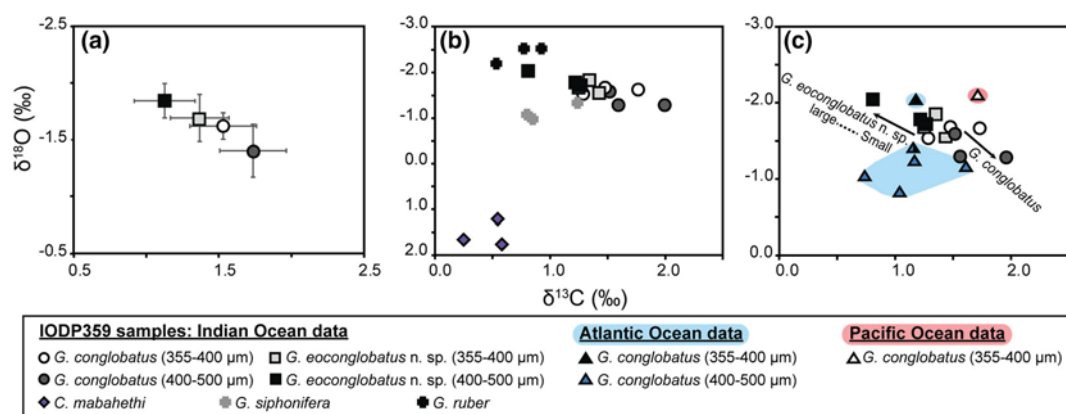 (a)
-2.5
-1.5
-0.5
0.5
1.5
2.5
δ18O (‰)
(b)
-3.0
-2.0
-1.0
0.0
1.0
2.0
0.0
1.0
2.0
δ13C (‰)
(c)
-3.0
-2.0
-1.0
0.0
0.0
1.0
2.0
G. eoconglobatus n. sp.
large······Small
G. conglobatus
IODP359 samples: Indian Ocean data
G. conglobatus (355-400 µm)
G. eoconglobatus n. sp. (355-400 µm)
G. conglobatus (400-500 µm)
G. eoconglobatus n. sp. (400-500 µm)
C. mabahethi
G. siphonifera
G. ruber
Atlantic Ocean data
G. conglobatus (355-400 µm)
G. conglobatus (400-500 µm)
Pacific Ocean data
G. conglobatus (355-400 µm)